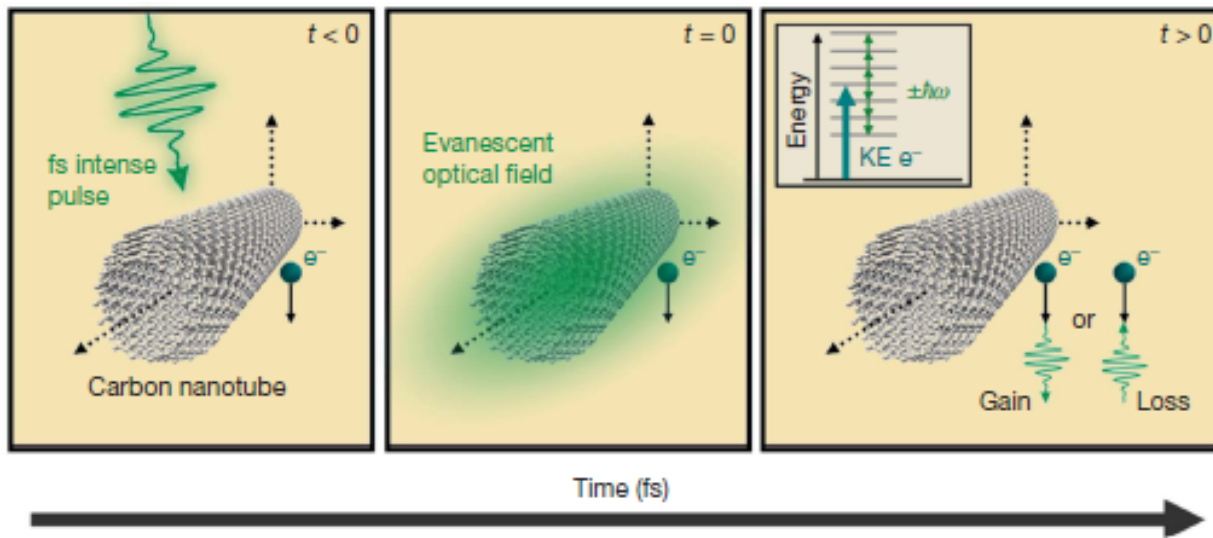 t < 0
fs intense
pulse
e⁻
Carbon nanotube
t = 0
Evanescent
optical field
e⁻
t > 0
Energy
±ħω
KE e⁻
e⁻
e⁻
or
Gain
Loss
Time (fs)